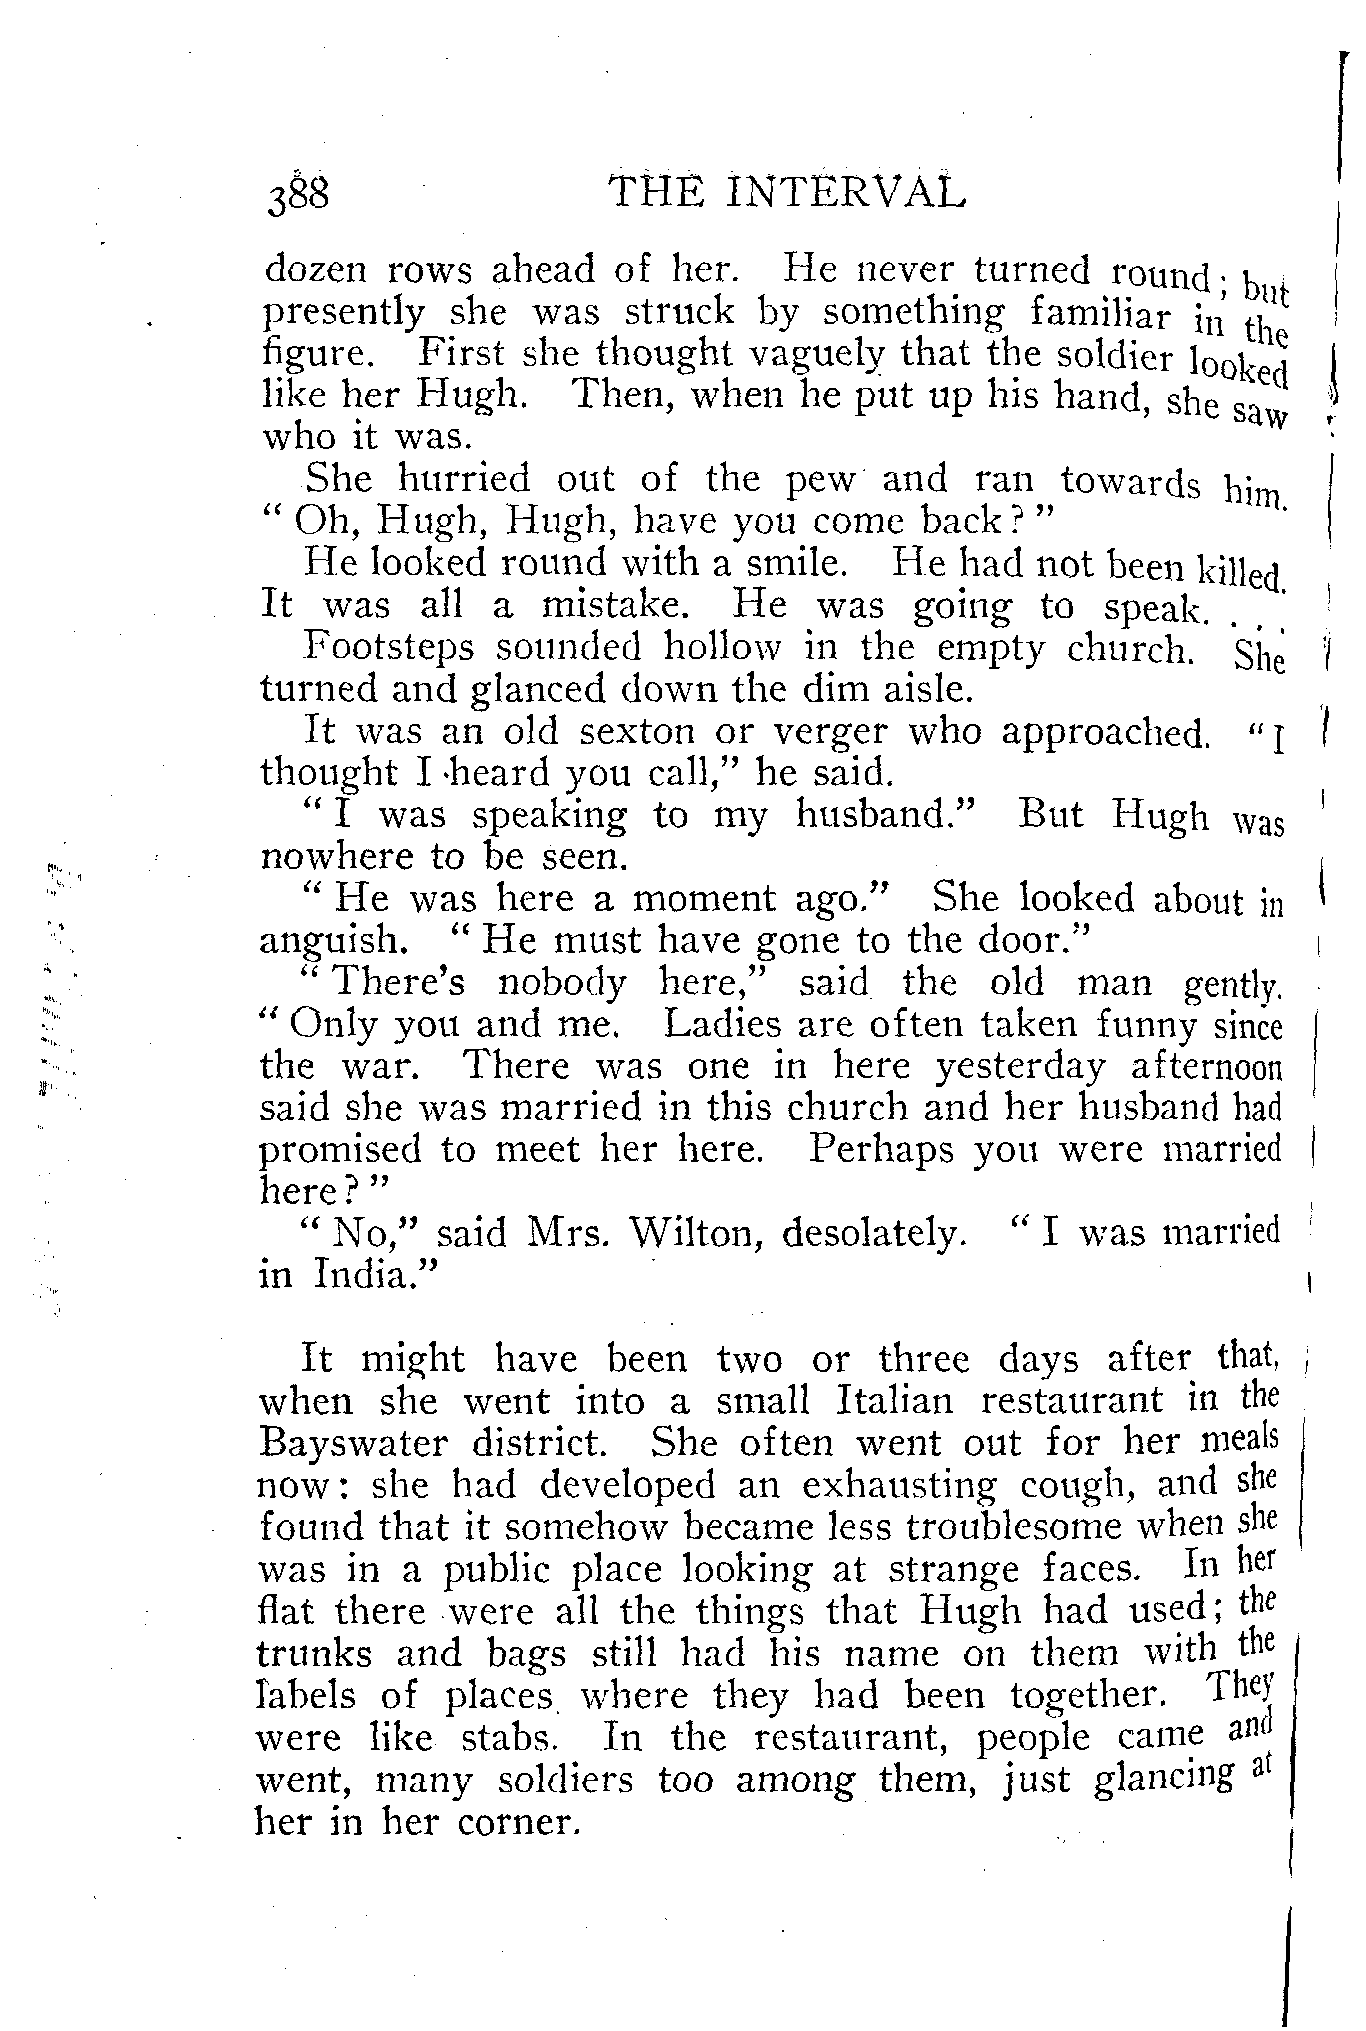 388 THE INTERVAL
dozen rows ahead of her. He never turned round; but
presently she was struck by something familiar in the
figure. First she thought vaguely that the soldier looked
like her Hugh. Then, when he put up his hand, she saw
who it was.
She hurried out of the pew and ran towards him.
“ Oh, Hugh, Hugh, have you come back? ”
He looked round with a smile. He had not been killed.
It was all a mistake. He was going to speak. . . .
Footsteps sounded hollow in the empty church. She
turned and glanced down the dim aisle.
It was an old sexton or verger who approached. “ I
thought I heard you call,” he said.
“ I was speaking to my husband.” But Hugh was
nowhere to be seen.
“ He was here a moment ago.” She looked about in
anguish. “ He must have gone to the door.”
“ There’s nobody here,” said the old man gently.
“ Only you and me. Ladies are often taken funny since
the war. There was one in here yesterday afternoon
said she was married in this church and her husband had
promised to meet her here. Perhaps you were married
here? ”
“ No,” said Mrs. Wilton, desolately. “ I was married
in India.”
It might have been two or three days after that,
when she went into a small Italian restaurant in the
Bayswater district. She often went out for her meals
now: she had developed an exhausting cough, and she
found that it somehow became less troublesome when she
was in a public place looking at strange faces. In her
flat there were all the things that Hugh had used; the
trunks and bags still had his name on them with the
labels of places where they had been together. They
were like stabs. In the restaurant, people came and
went, many soldiers too among them, just glancing at
her in her corner.